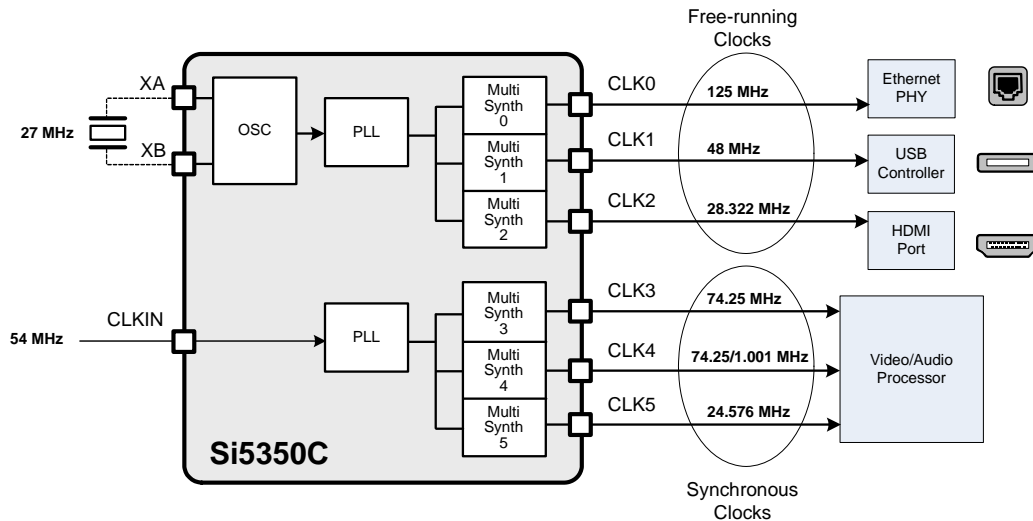 Free-running
Clocks
XA
27 MHz
XB
OSC
PLL
Multi
Synth
0
Multi
Synth
1
Multi
Synth
2
CLK0
125 MHz
CLK1
48 MHz
CLK2
28.322 MHz
Ethernet
PHY
USB
Controller
HDMI
Port
CLKIN
54 MHz
PLL
Multi
Synth
3
Multi
Synth
4
Multi
Synth
5
CLK3
74.25 MHz
CLK4
74.25/1.001 MHz
CLK5
24.576 MHz
Video/Audio
Processor
Si5350C
Synchronous
Clocks